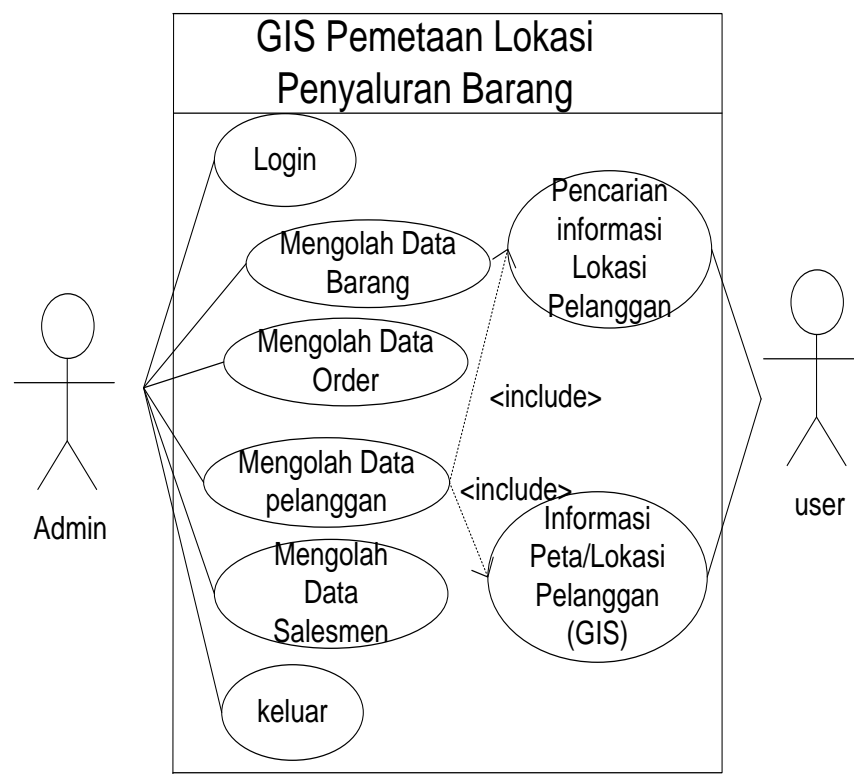 GIS Pemetaan Lokasi
Penyaluran Barang
Login
Mengolah Data
Barang
Mengolah Data
Order
Mengolah Data
pelanggan
Mengolah
Data
Salesmen
keluar
Pencarian
informasi
Lokasi
Pelanggan
<include>
<include>
Informasi
Peta/Lokasi
Pelanggan
(GIS)
Admin
user